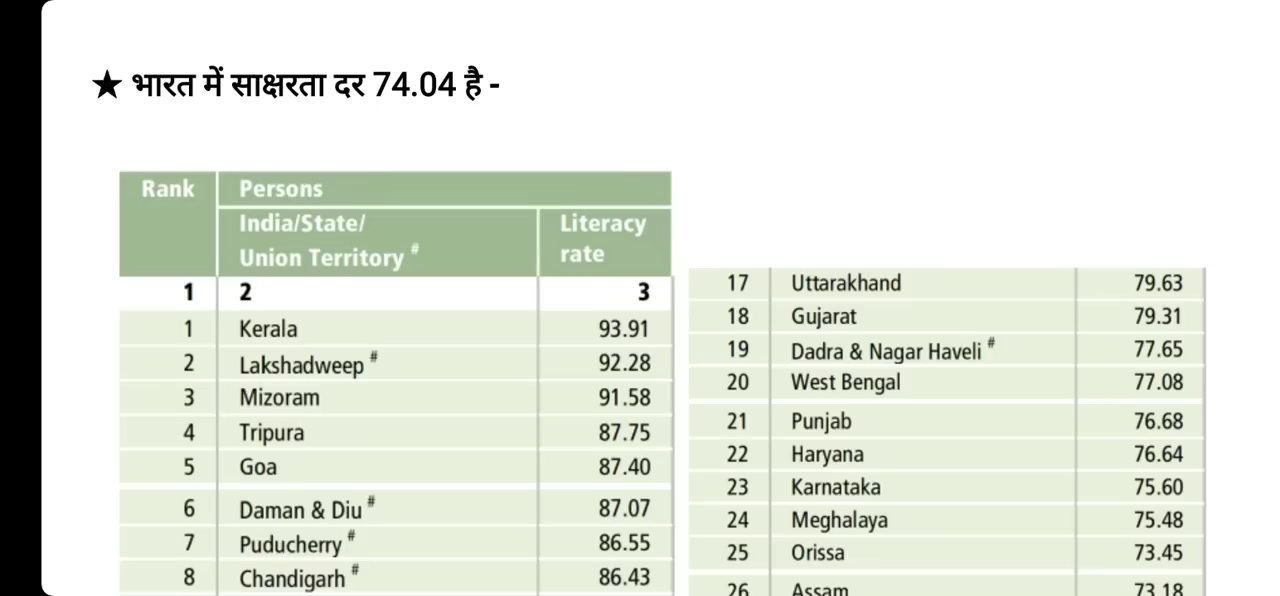 ★ भारत में साक्षरता दर 74.04 है -
Rank Persons
India/State/
Union Territory # Literacy rate
1 2 3
1 Kerala 93.91
2 Lakshadweep # 92.28
3 Mizoram 91.58
4 Tripura 87.75
5 Goa 87.40
6 Daman & Diu # 87.07
7 Puducherry # 86.55
8 Chandigarh # 86.43
17 Uttarakhand 79.63
18 Gujarat 79.31
19 Dadra & Nagar Haveli # 77.65
20 West Bengal 77.08
21 Punjab 76.68
22 Haryana 76.64
23 Karnataka 75.60
24 Meghalaya 75.48
25 Orissa 73.45
26 Assam 73.18